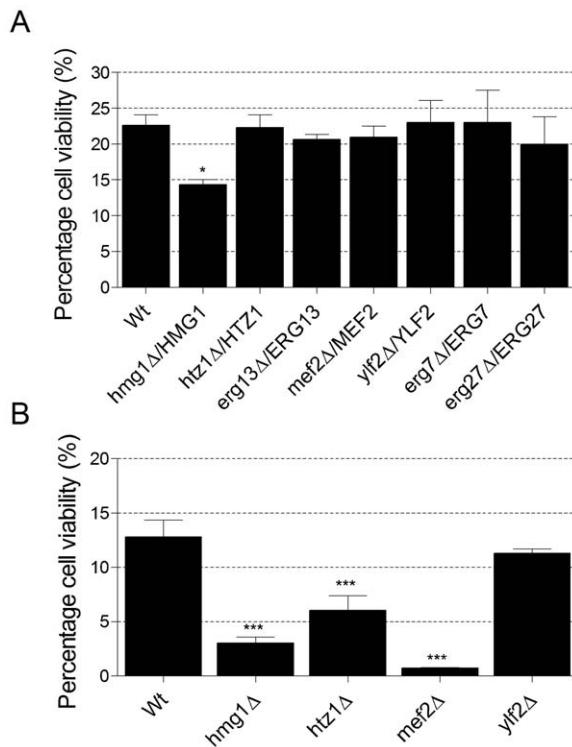 A
Percentage cell viability (%)
30
25
20
15
10
5
0
*
Wt
hmg1Δ/HMG1
htz1Δ/HTZ1
erg13Δ/ERG13
mef2Δ/MEF2
ylf2Δ/YLF2
erg7Δ/ERG7
erg27Δ/ERG27
B
Percentage cell viability (%)
20
15
10
5
0
***
***
***
Wt
hmg1Δ
htz1Δ
mef2Δ
ylf2Δ